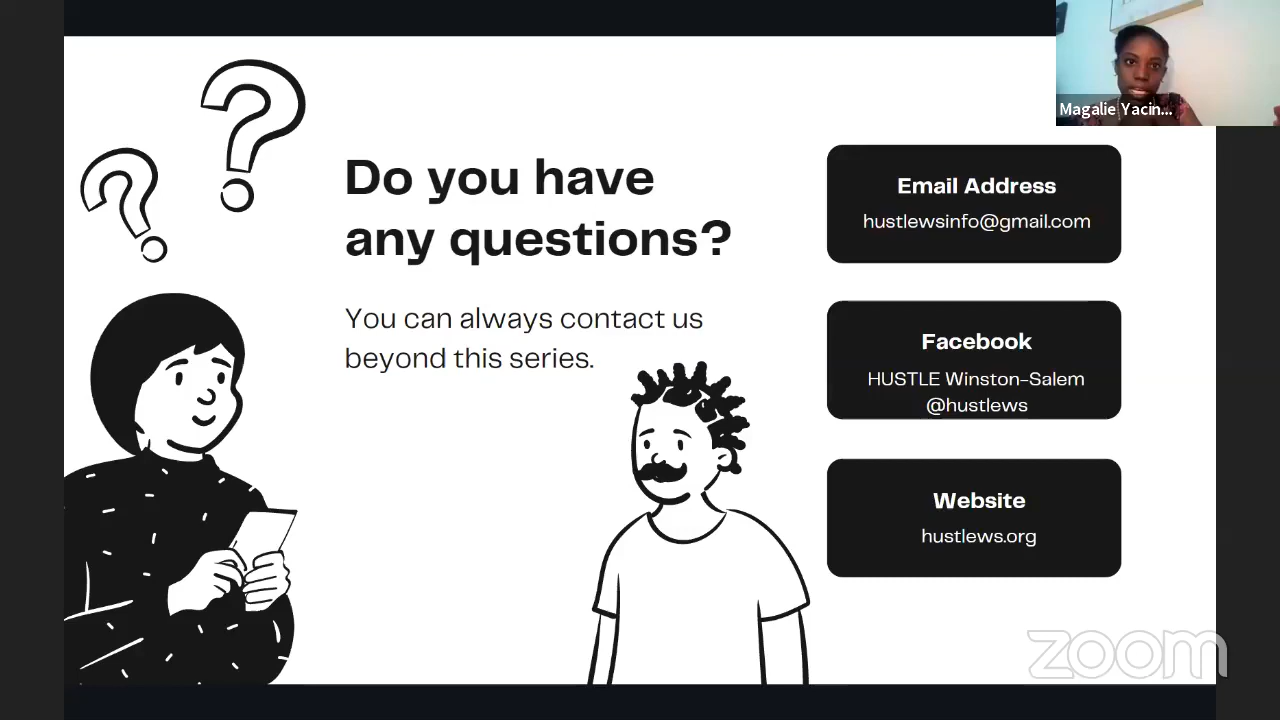 Magalie Yacin...
Do you have
any questions?
You can always contact us
beyond this series.
Email Address
hustlewsinfo@gmail.com
Facebook
HUSTLE Winston-Salem
@hustlews
Website
hustlews.org
zoom